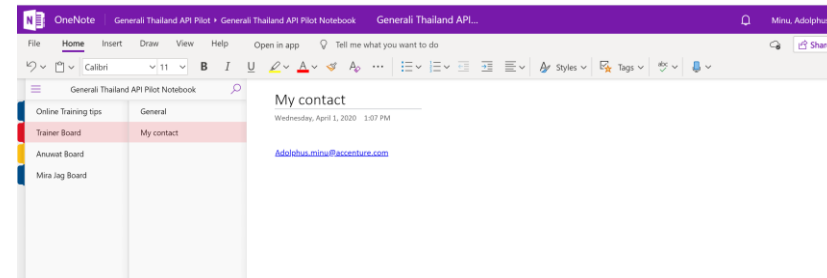 OneNote Generali Thailand API Pilot › Generali Thailand API Pilot Notebook Generali Thailand API... Minu, Adolphus
File Home Insert Draw View Help Open in app Tell me what you want to do Shar
Calibri 11 B I U A A Styles Tags abc
Generali Thailand API Pilot Notebook
Online Training tips
Trainer Board
Anuwat Board
Mira Jag Board
General
My contact
My contact
Wednesday, April 1, 2020 1:07 PM
Adolphus.minu@accenture.com